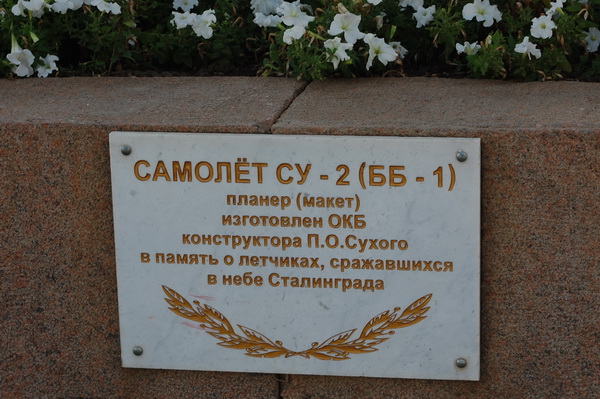 САМОЛЁТ СУ - 2 (ББ - 1)
планер (макет)
изготовлен ОКБ
конструктора П.О.Сухого
в память о летчиках, сражавшихся
в небе Сталинграда